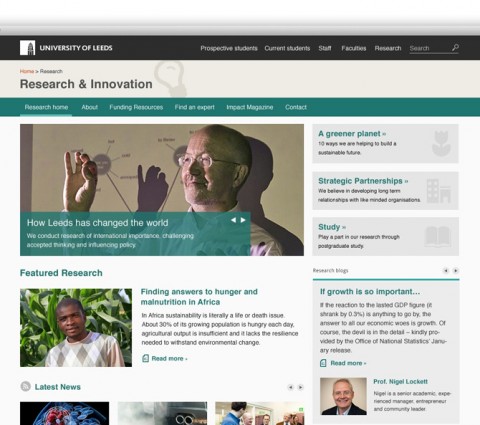 UNIVERSITY OF LEEDS
Prospective students Current students Staff Faculties Research Search
Home > Research
Research & Innovation
Research home About Funding Resources Find an expert Impact Magazine Contact
How Leeds has changed the world
We conduct research of international importance, challenging
accepted thinking and influencing policy.
A greener planet »
10 ways we are helping to build a
sustainable future.
Strategic Partnerships »
We believe in developing long term
relationships with like minded organisations.
Study »
Play a part in our research through
postgraduate study.
Featured Research
Finding answers to hunger and
malnutrition in Africa
In Africa sustainability is literally a life or death issue.
About 30% of its growing population is hungry each day,
agricultural output is insufficient and it lacks the resilience
needed to withstand environmental change.
Read more ›
Latest News
Research blogs
If growth is so important…
If the reaction to the lasted GDP figure (it
shrank by 0.3%) is anything to go by, the
answer to all our economic woes is growth. Of
course, the devil is in the detail – kindly pro-
vided by the Office of National Statistics' Janu-
ary release.
Read more ›
Prof. Nigel Lockett
Nigel is a senior academic, expe-
rienced manager, entrepreneur
and community leader